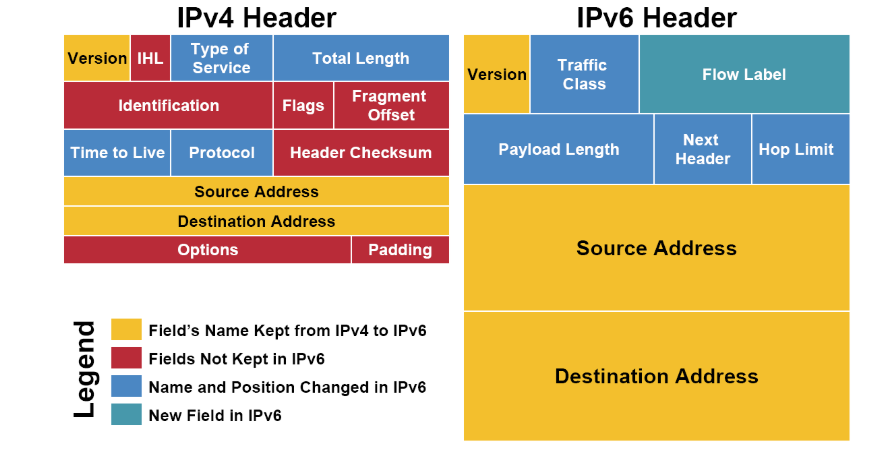 IPv4 Header
Version
IHL
Type of
Service
Total Length
Identification
Flags
Fragment
Offset
Time to Live
Protocol
Header Checksum
Source Address
Destination Address
Options
Padding
IPv6 Header
Version
Traffic
Class
Flow Label
Payload Length
Next
Header
Hop Limit
Source Address
Destination Address
Legend
Field's Name Kept from IPv4 to IPv6
Fields Not Kept in IPv6
Name and Position Changed in IPv6
New Field in IPv6